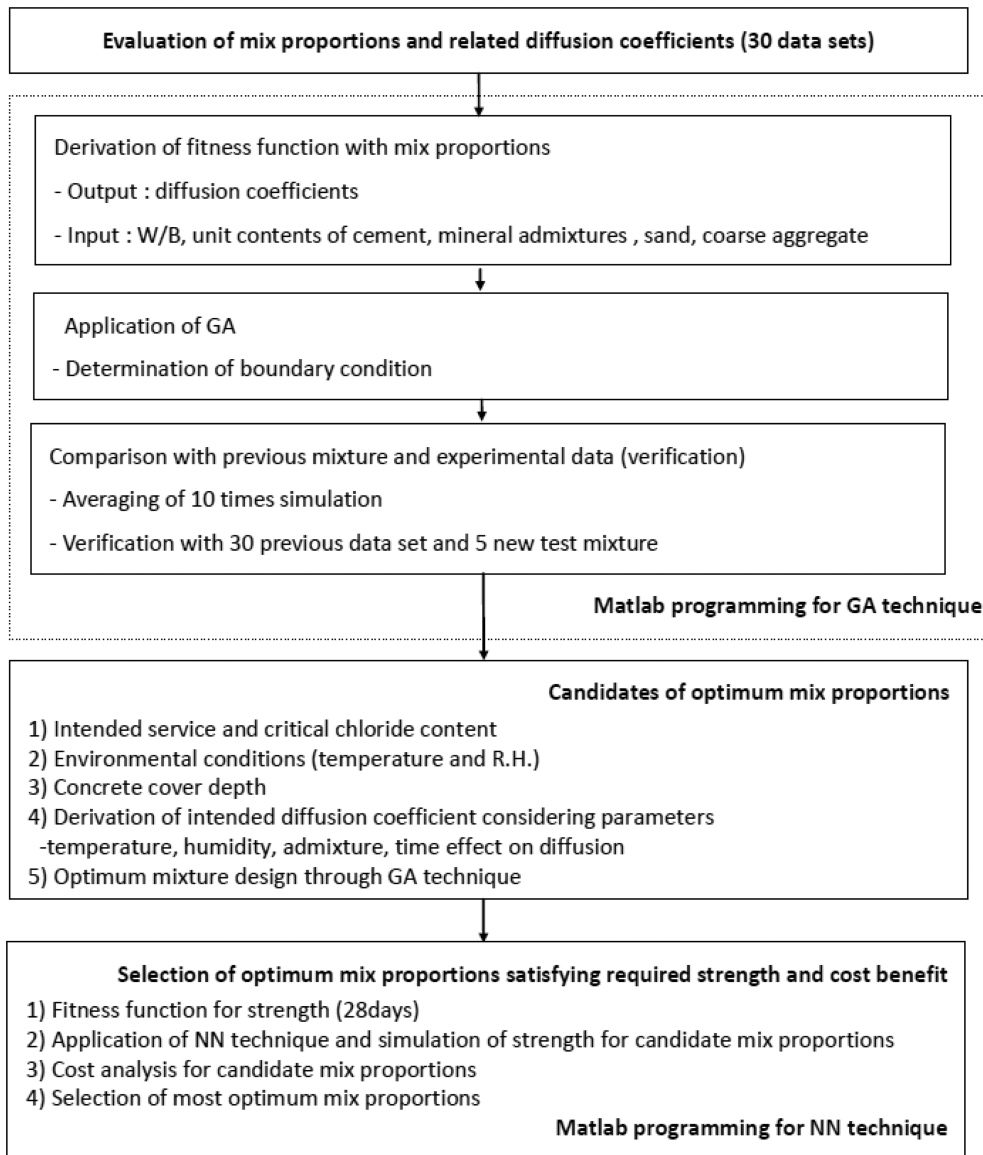 Evaluation of mix proportions and related diffusion coefficients (30 data sets)
Derivation of fitness function with mix proportions
- Output : diffusion coefficients
- Input : W/B, unit contents of cement, mineral admixtures , sand, coarse aggregate
Application of GA
- Determination of boundary condition
Comparison with previous mixture and experimental data (verification)
- Averaging of 10 times simulation
- Verification with 30 previous data set and 5 new test mixture
Matlab programming for GA technique
Candidates of optimum mix proportions
1) Intended service and critical chloride content
2) Environmental conditions (temperature and R.H.)
3) Concrete cover depth
4) Derivation of intended diffusion coefficient considering parameters
-temperature, humidity, admixture, time effect on diffusion
5) Optimum mixture design through GA technique
Selection of optimum mix proportions satisfying required strength and cost benefit
1) Fitness function for strength (28days)
2) Application of NN technique and simulation of strength for candidate mix proportions
3) Cost analysis for candidate mix proportions
4) Selection of most optimum mix proportions
Matlab programming for NN technique